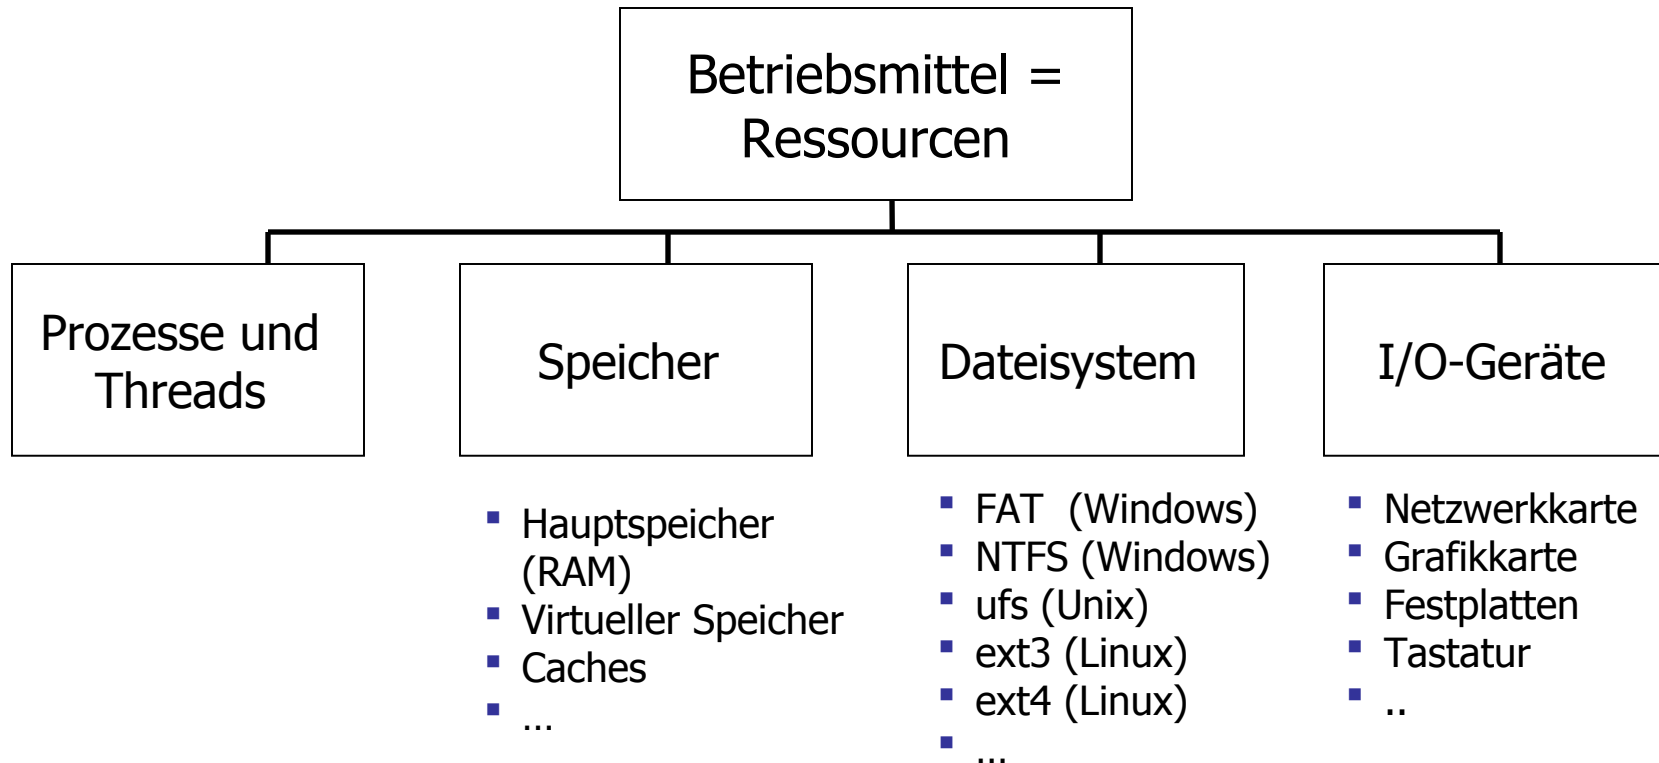 Betriebsmittel =
Ressourcen
Prozesse und
Threads
Speicher
Dateisystem
I/O-Geräte
▪ Hauptspeicher
(RAM)
▪ Virtueller Speicher
▪ Caches
▪ …
▪ FAT  (Windows)
▪ NTFS (Windows)
▪ ufs (Unix)
▪ ext3 (Linux)
▪ ext4 (Linux)
▪ …
▪ Netzwerkkarte
▪ Grafikkarte
▪ Festplatten
▪ Tastatur
▪ ..